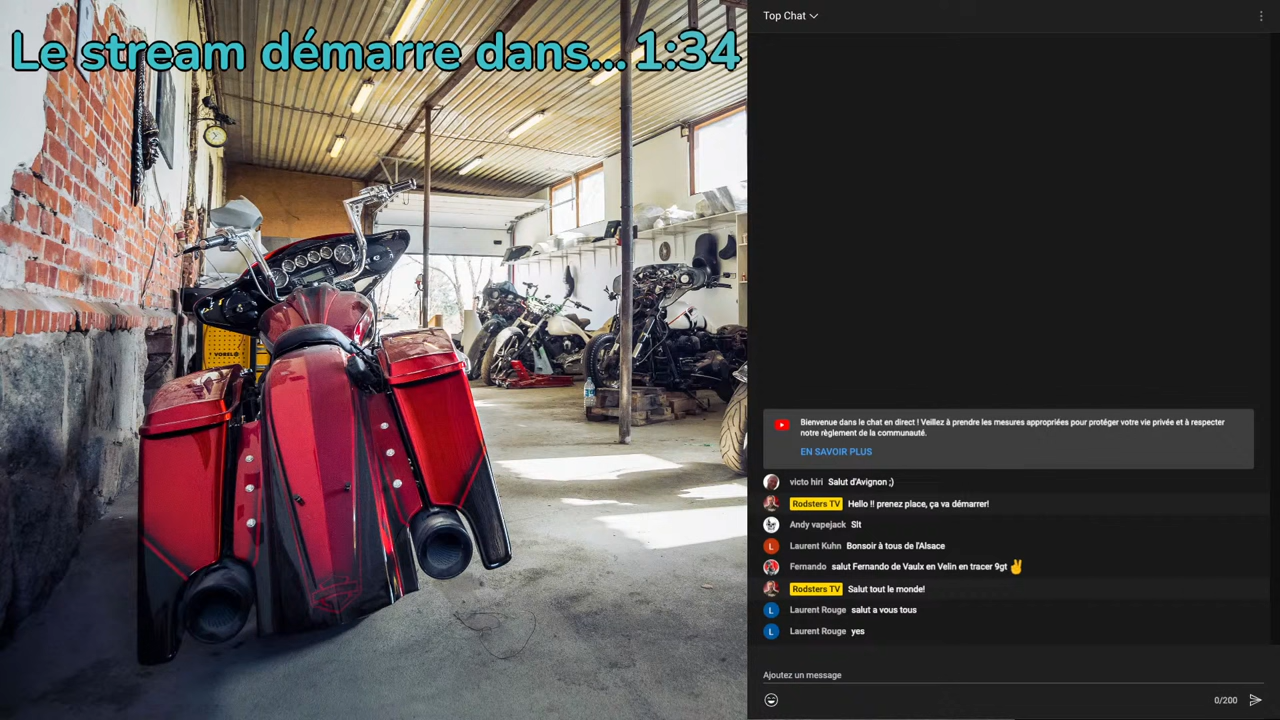 Le stream démarre dans... 1:34
VOREL
Top Chat
Bienvenue dans le chat en direct ! Veillez à prendre les mesures appropriées pour protéger votre vie privée et à respecter
notre règlement de la communauté.
EN SAVOIR PLUS
victo hiri Salut d'Avignon ;)
Rodsters TV Hello !! prenez place, ça va démarrer!
Andy vapejack Slt
L Laurent Kuhn Bonsoir à tous de l'Alsace
Fernando salut Fernando de Vaulx en Velin en tracer 9gt ✌
Rodsters TV Salut tout le monde!
L Laurent Rouge salut a vous tous
L Laurent Rouge yes
Ajoutez un message
0/200